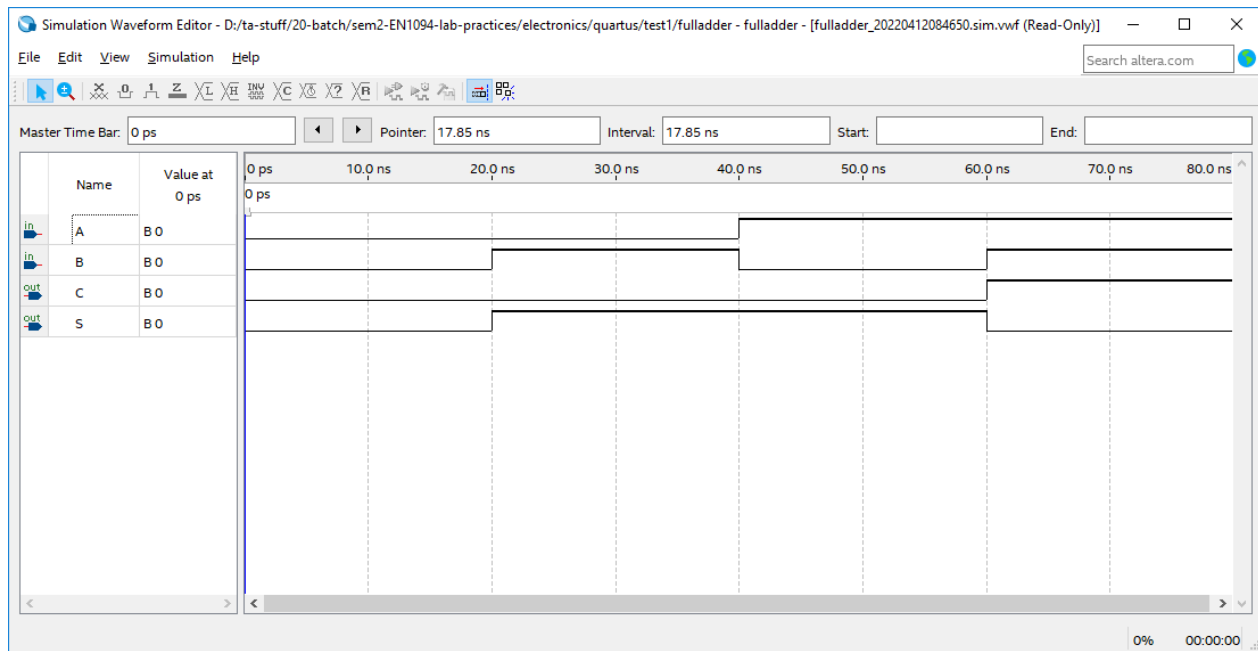 Simulation Waveform Editor - D:/ta-stuff/20-batch/sem2-EN1094-lab-practices/electronics/quartus/test1/fulladder - fulladder - [fulladder_20220412084650.sim.vwf (Read-Only)]
File Edit View Simulation Help
Search altera.com
0 1 Z L H INV C ? R
Master Time Bar: 0 ps Pointer: 17.85 ns Interval: 17.85 ns Start: End:
Name Value at 0 ps
0 ps 10.0 ns 20.0 ns 30.0 ns 40.0 ns 50.0 ns 60.0 ns 70.0 ns 80.0 ns
0 ps
in A B 0
in B B 0
out C B 0
out S B 0
0% 00:00:00